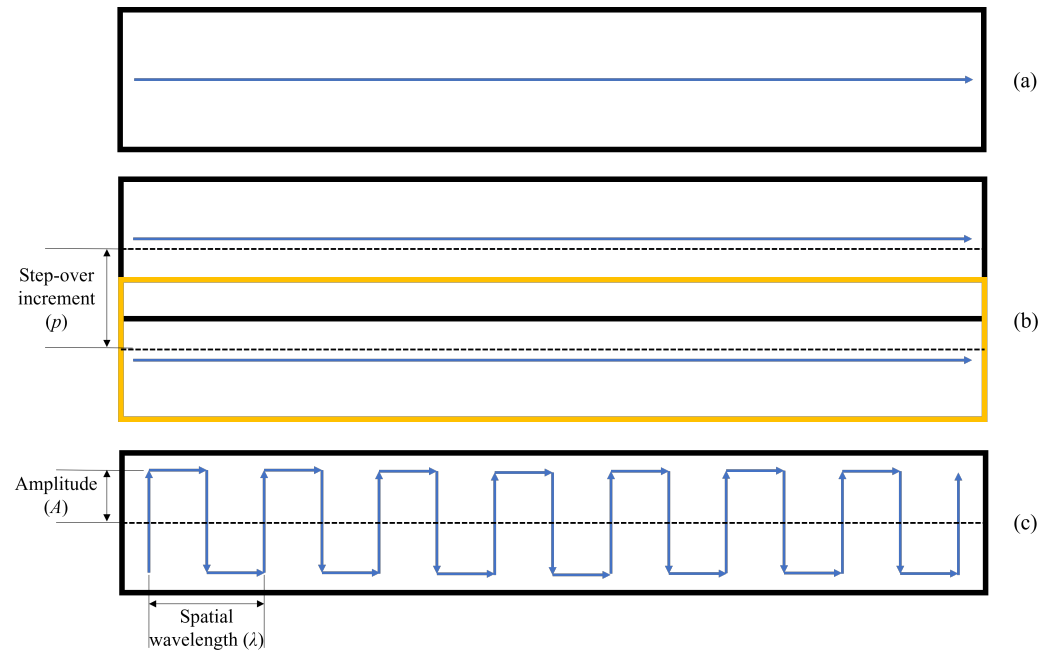 (a)
Step-over
increment
(p)
(b)
Amplitude
(A)
(c)
Spatial
wavelength (λ)